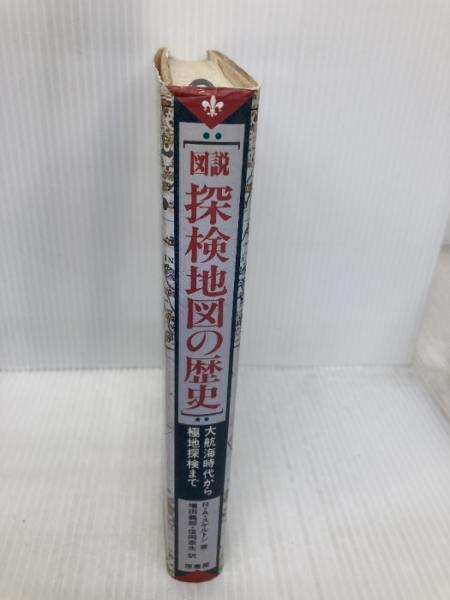 [図説]
探検地図の歴史
大航海時代から
極地探検まで
R・A・スケルトン 著
増田義郎・信岡奈生 訳
原書房